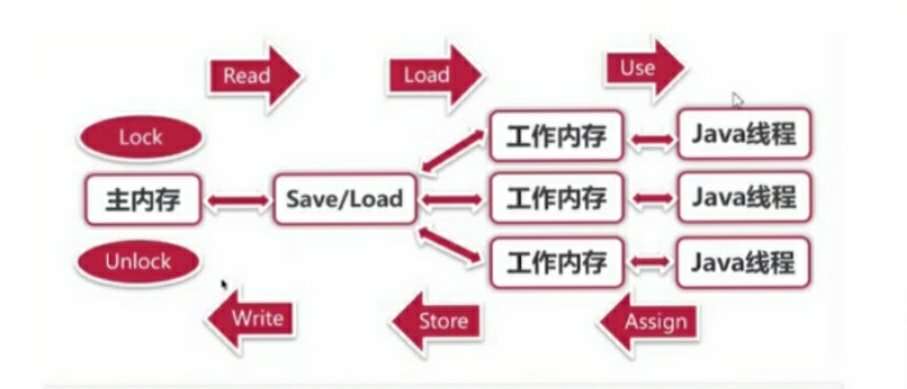 Read
Load
Use
Lock
工作内存
Java线程
主内存
Save/Load
工作内存
Java线程
Unlock
工作内存
Java线程
Write
Store
Assign